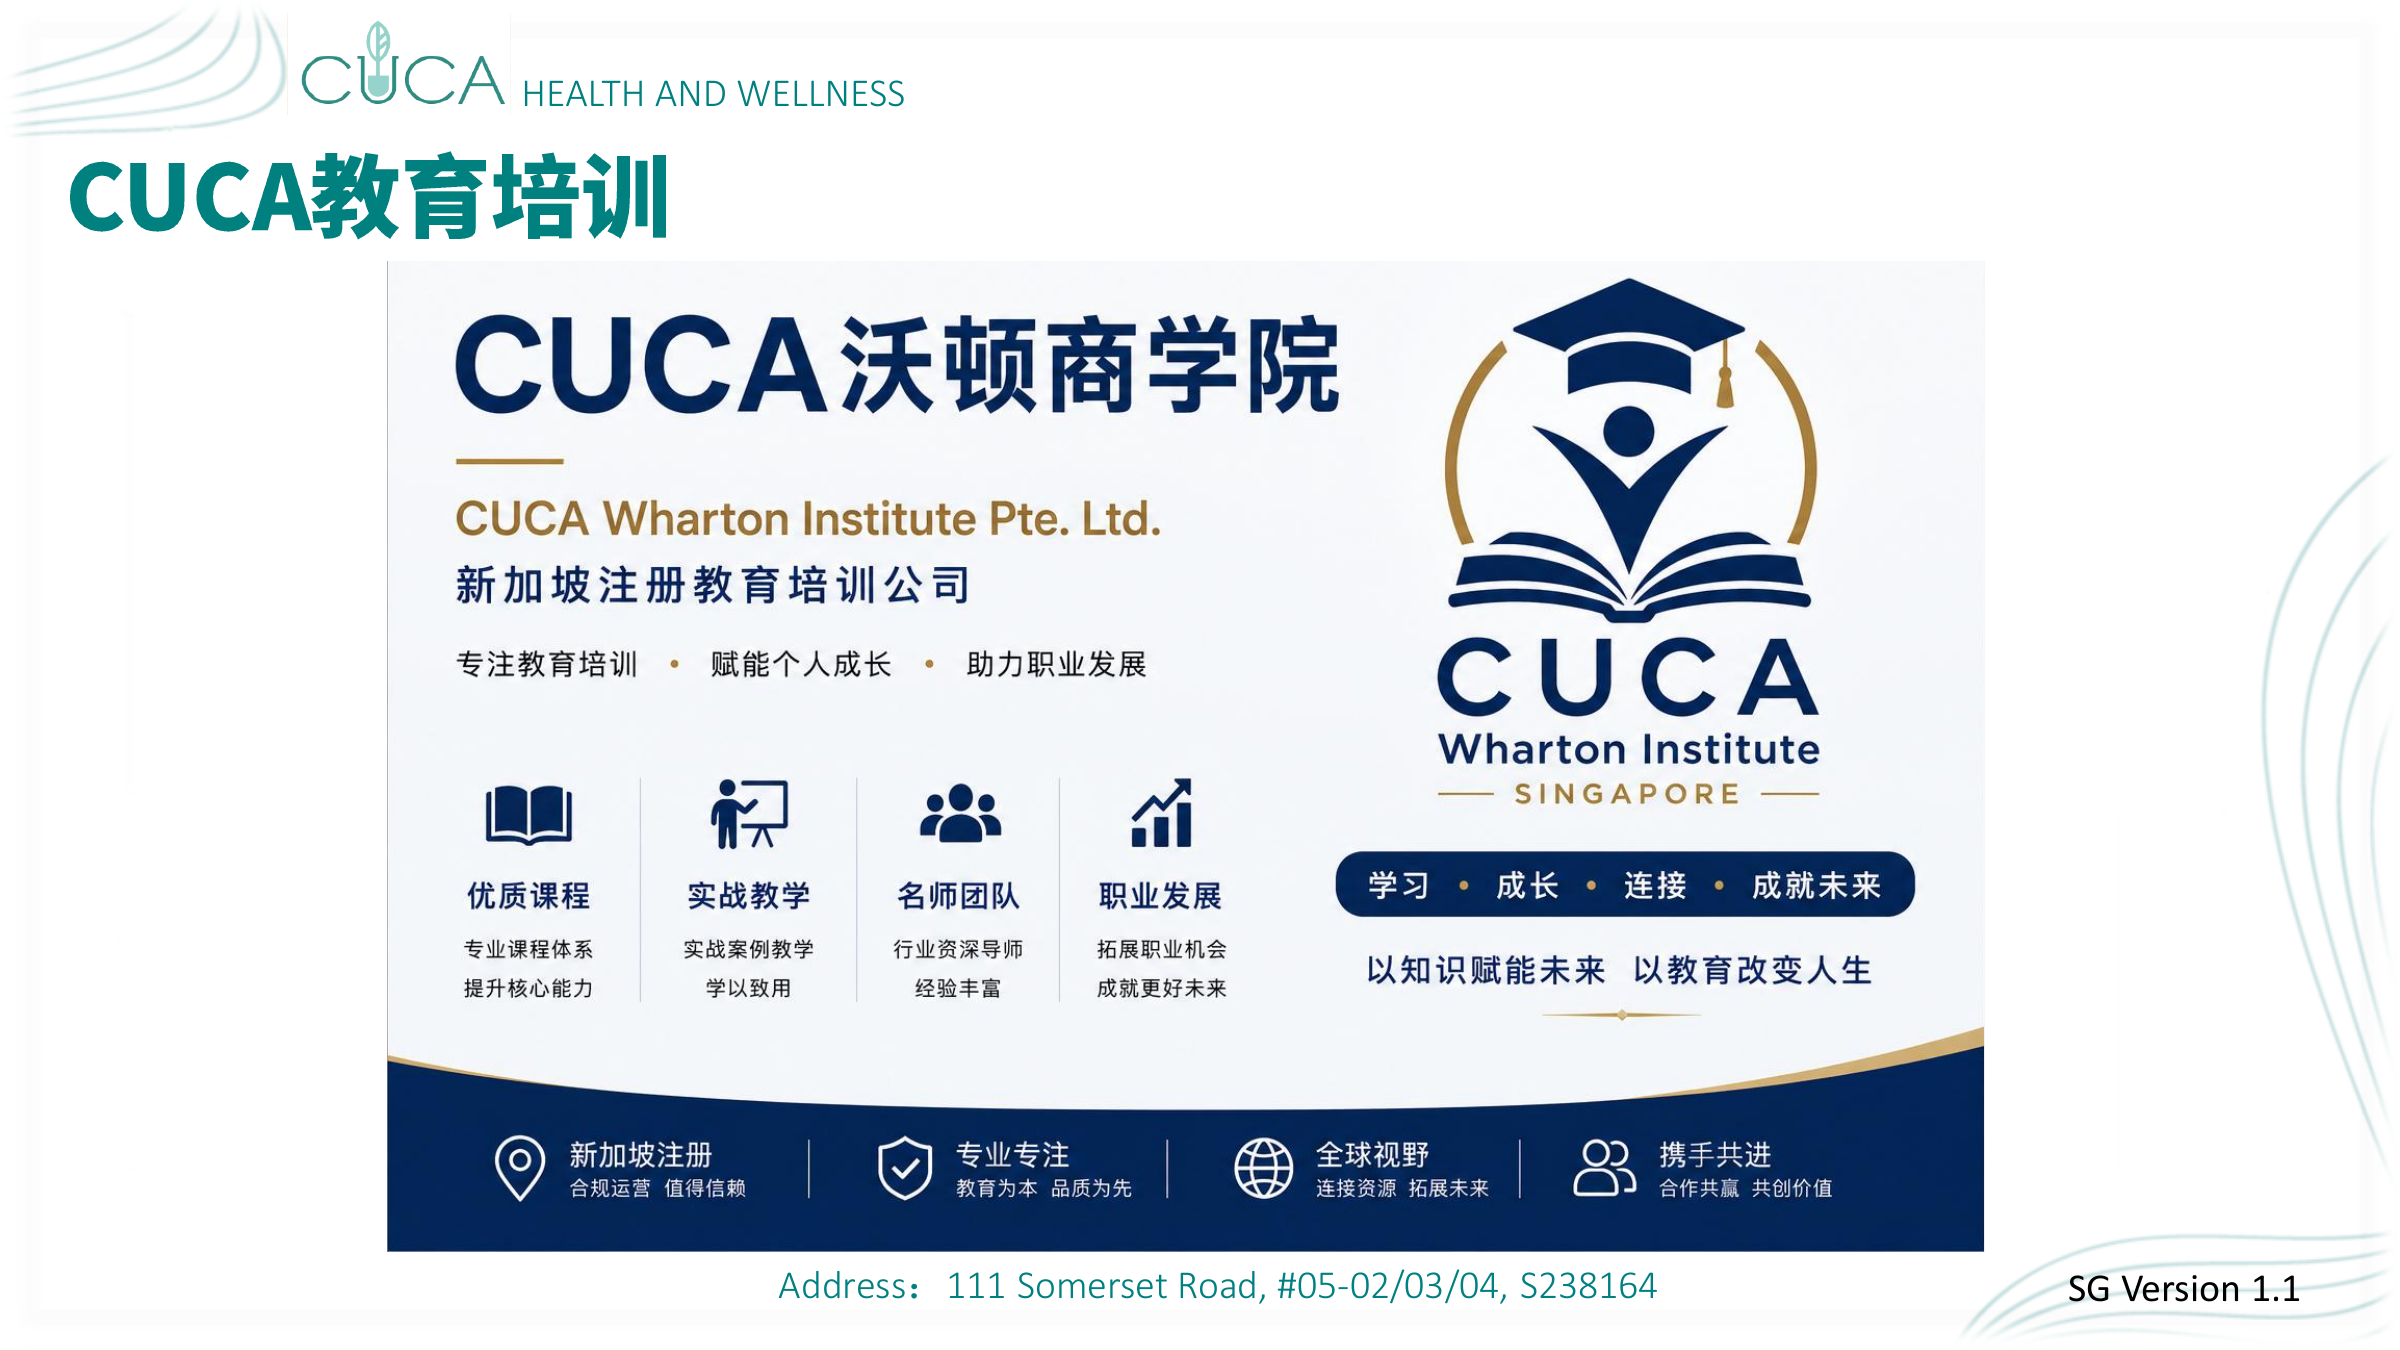 CUCA HEALTH AND WELLNESS
CUCA教育培训
CUCA沃顿商学院
CUCA Wharton Institute Pte. Ltd.
新加坡注册教育培训公司
专注教育培训 • 赋能个人成长 • 助力职业发展
优质课程
专业课程体系
提升核心能力
实战教学
实战案例教学
学以致用
名师团队
行业资深导师
经验丰富
职业发展
拓展职业机会
成就更好未来
CUCA
Wharton Institute
SINGAPORE
学习 • 成长 • 连接 • 成就未来
以知识赋能未来 以教育改变人生
新加坡注册
合规运营 值得信赖
专业专注
教育为本 品质为先
全球视野
连接资源 拓展未来
携手共进
合作共赢 共创价值
Address：111 Somerset Road, #05-02/03/04, S238164
SG Version 1.1